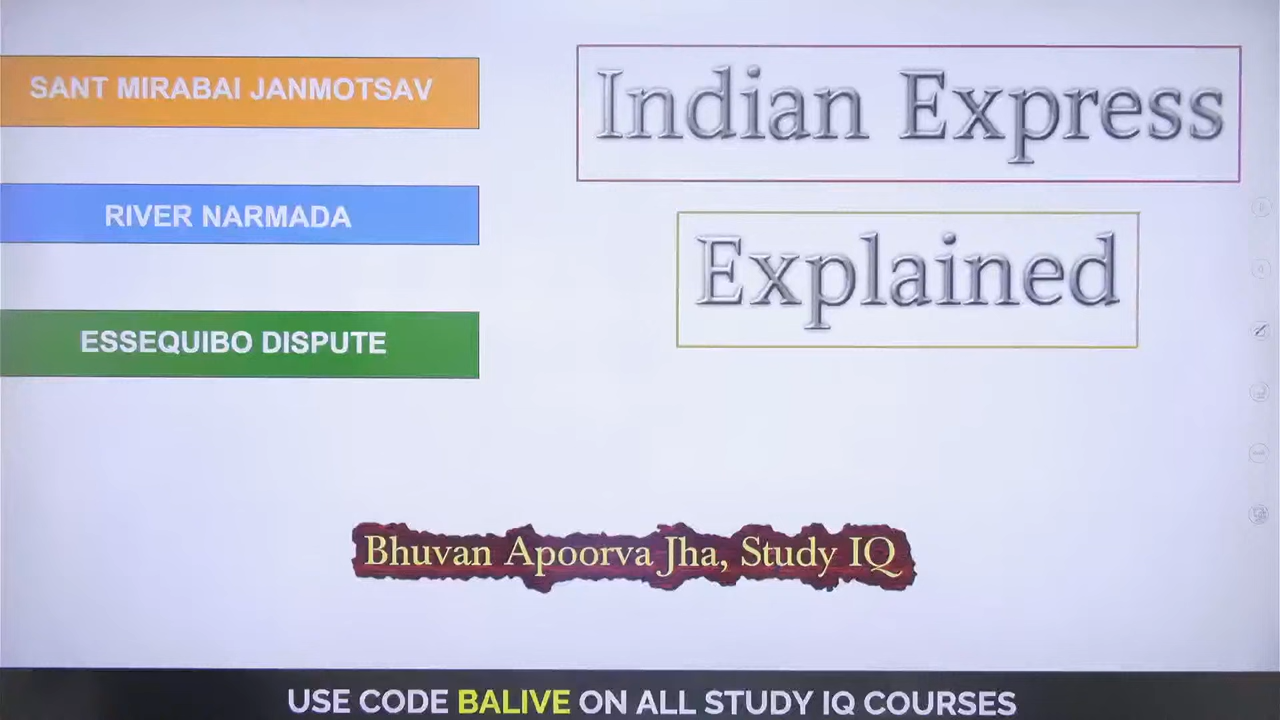 SANT MIRABAI JANMOTSAV
RIVER NARMADA
ESSEQUIBO DISPUTE
Indian Express
Explained
Bhuvan Apoorva Jha, Study IQ
USE CODE BALIVE ON ALL STUDY IQ COURSES